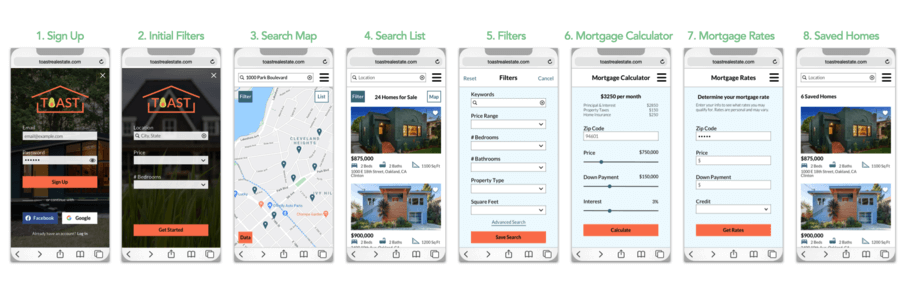 1. Sign Up
toastrealestate.com
TOAST
Email
email@example.com
Password
••••••
Sign Up
or continue with
Facebook
Google
Already have an account? Log in
2. Initial Filters
toastrealestate.com
TOAST
Location
City, State
Price
# Bedrooms
Get Started
3. Search Map
toastrealestate.com
1000 Park Boulevard
Filter
List
CLEVELAND
HEIGHTS
IVY HILL
Data
4. Search List
toastrealestate.com
Location
Filter
24 Homes for Sale
Map
$875,000
2 Beds
2 Baths
1200 Sq Ft
1000 E 18th Street, Oakland, CA
Clinton
$900,000
2 Beds
2 Baths
1200 Sq Ft
5. Filters
toastrealestate.com
Reset
Filters
Cancel
Keywords
Price Range
# Bedrooms
# Bathrooms
Property Type
Square Feet
Advanced Search
Save Search
6. Mortgage Calculator
toastrealestate.com
Mortgage Calculator
$3250 per month
Principal & Interest
Property Taxes
Home Insurance
Zip Code
94601
Price
$750,000
Down Payment
$150,000
Interest
3%
Calculate
7. Mortgage Rates
toastrealestate.com
Mortgage Rates
Determine your mortgage rate
Enter your info to see what rates you may
qualify for. Rates are personal and may vary.
Zip Code
•••••
Price
$
Down Payment
$
Credit
Get Rates
8. Saved Homes
toastrealestate.com
Location
6 Saved Homes
$875,000
2 Beds
2 Baths
1200 Sq Ft
1000 E 18th Street, Oakland, CA
Clinton
$900,000
2 Beds
2 Baths
1200 Sq Ft